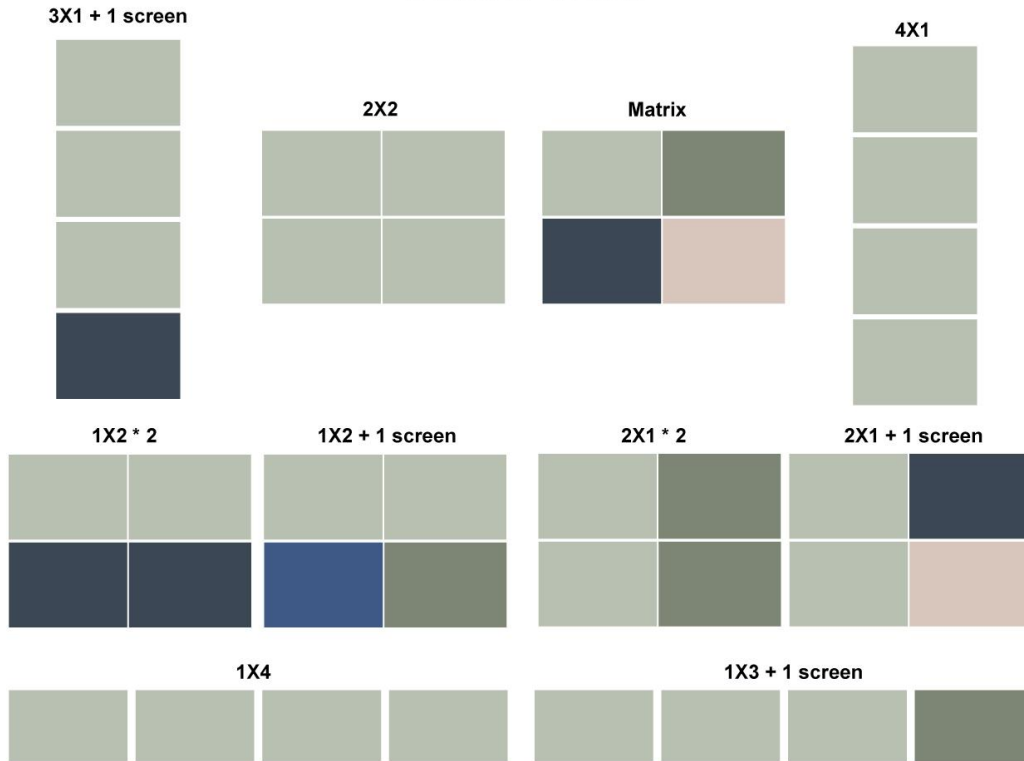 3X1 + 1 screen
4X1
2X2
Matrix
1X2 * 2
1X2 + 1 screen
2X1 * 2
2X1 + 1 screen
1X4
1X3 + 1 screen